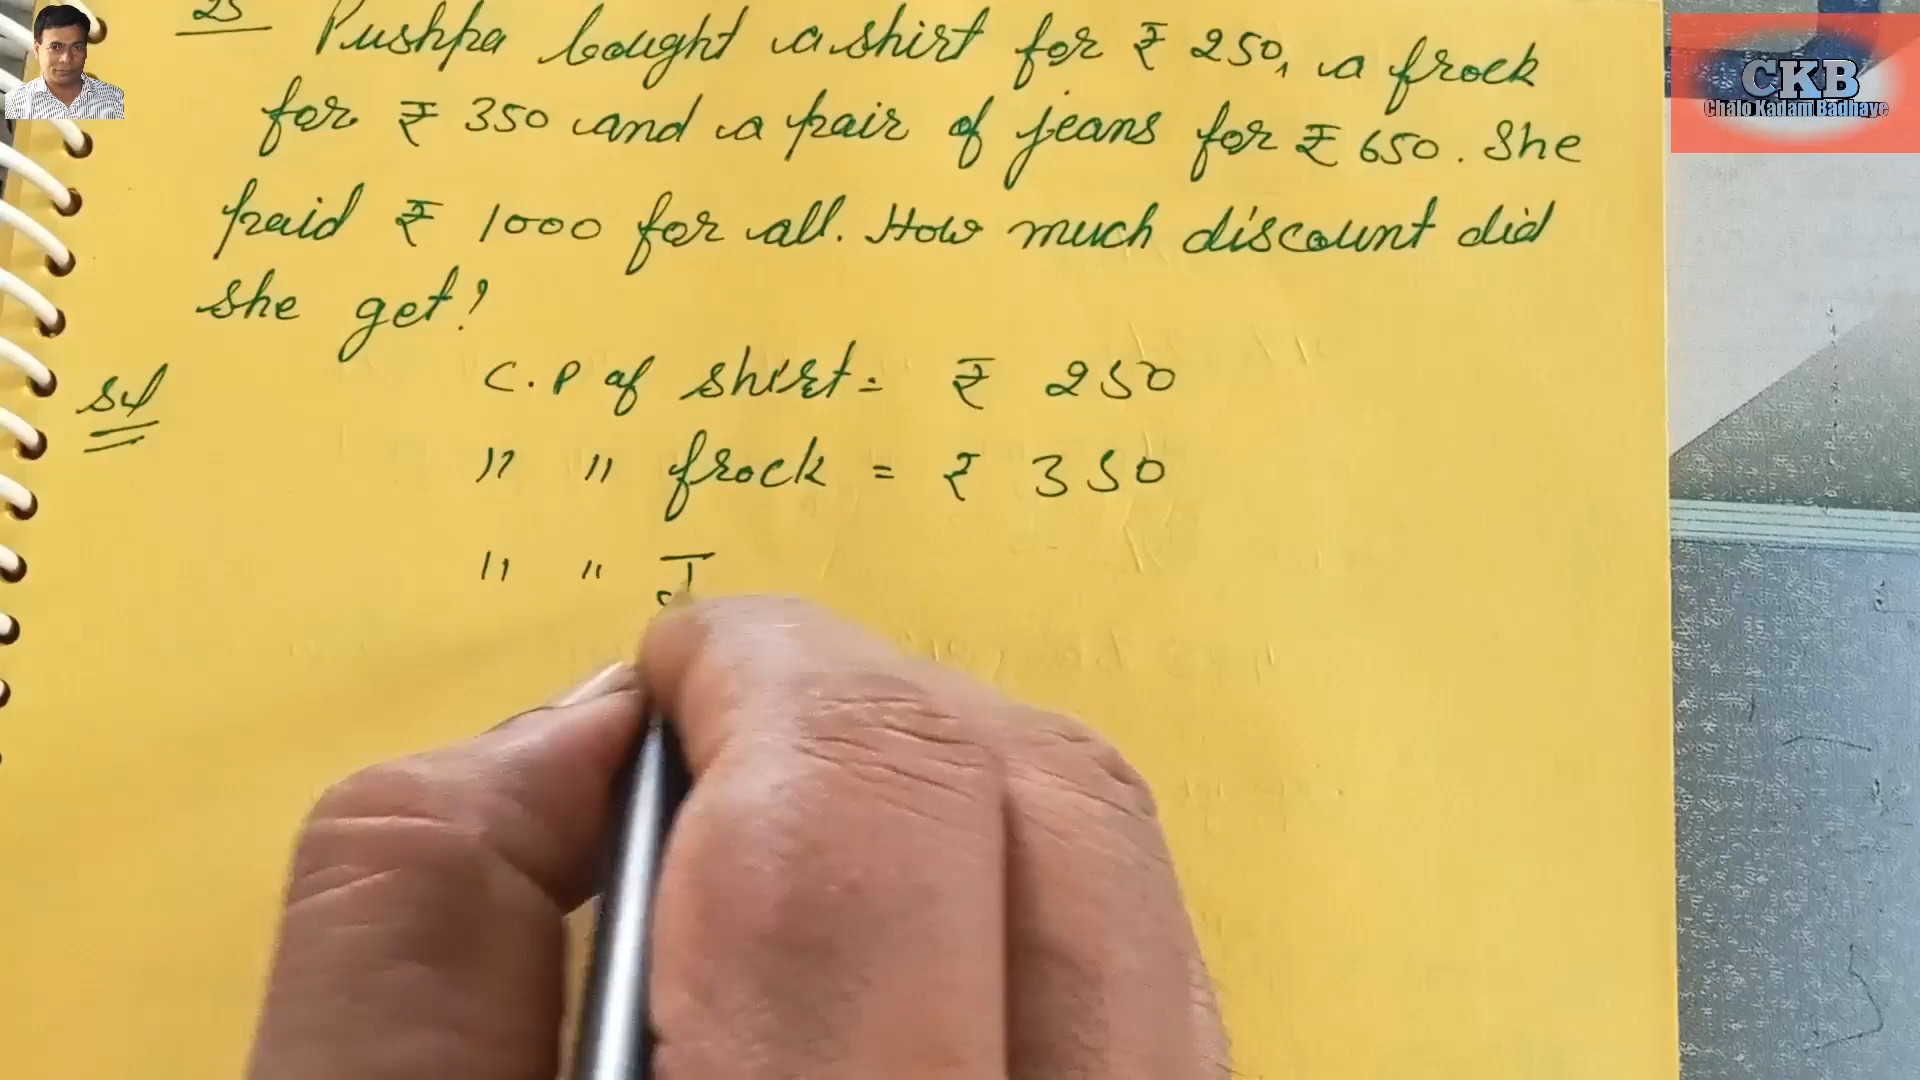 25 Pushpa bought a shirt for ₹ 250, a frock
for ₹ 350 and a pair of jeans for ₹ 650. She
paid ₹ 1000 for all. How much discount did
she get?
Sol
C.P of shirt = ₹ 250
" " frock = ₹ 350
" " J
CKB
Chalo Kadam Badhaye